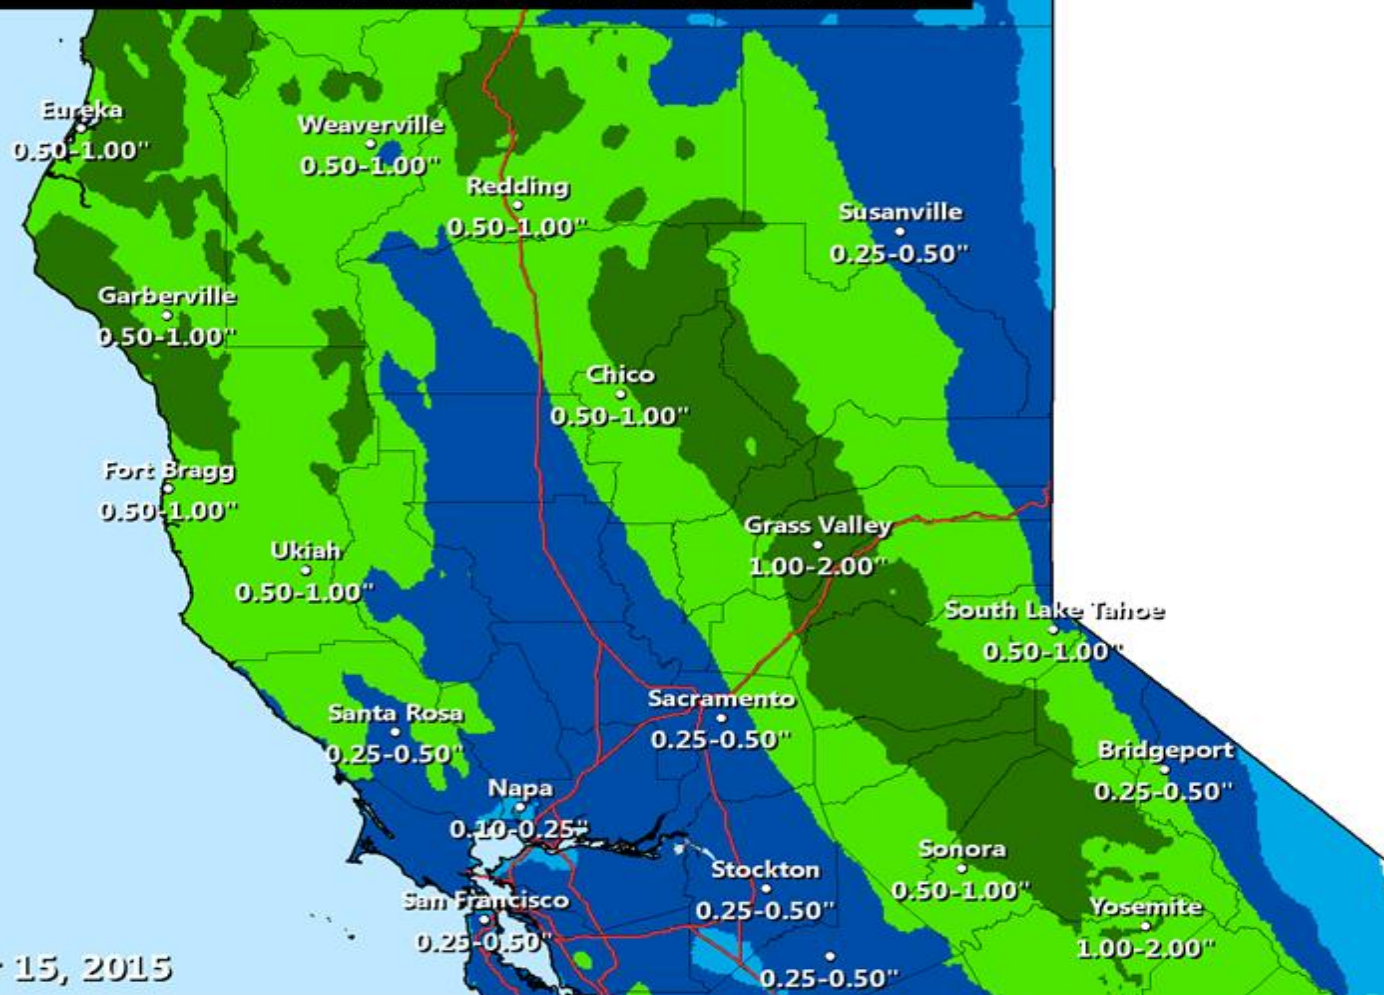 Eureka
0.50-1.00"
Weaverville
0.50-1.00"
Redding
0.50-1.00"
Susanville
0.25-0.50"
Garberville
0.50-1.00"
Chico
0.50-1.00"
Fort Bragg
0.50-1.00"
Grass Valley
1.00-2.00"
Ukiah
0.50-1.00"
South Lake Tahoe
0.50-1.00"
Sacramento
0.25-0.50"
Santa Rosa
0.25-0.50"
Bridgeport
0.25-0.50"
Napa
0.10-0.25"
Sonora
0.50-1.00"
Stockton
0.25-0.50"
San Francisco
0.25-0.50"
Yosemite
1.00-2.00"
0.25-0.50"
15, 2015